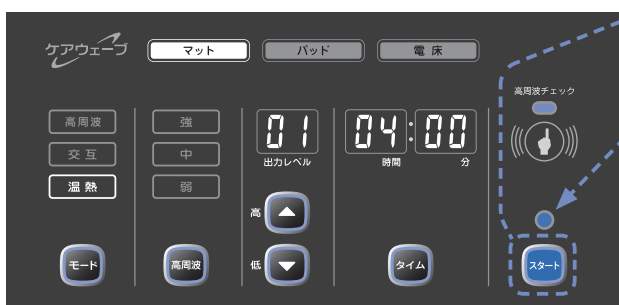 ケアウェーブ
マット
パッド
電床
高周波
交互
温熱
強
中
弱
01
出力レベル
04:00
時間 分
高周波チェック
高
低
モード
高周波
タイム
スタート